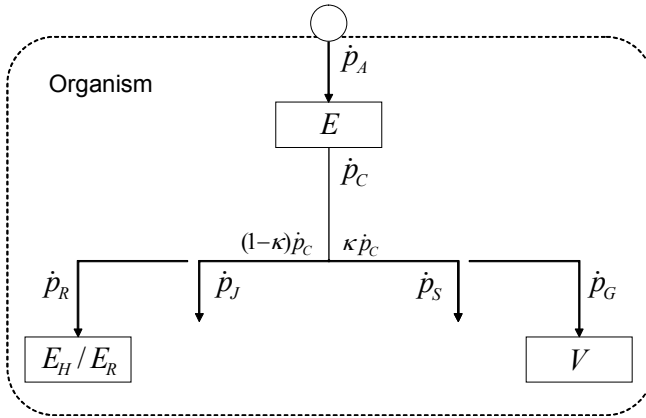 ṗ_A
Organism
E
ṗ_C
(1−κ)ṗ_C κṗ_C
ṗ_R ṗ_J ṗ_S ṗ_G
E_H / E_R V